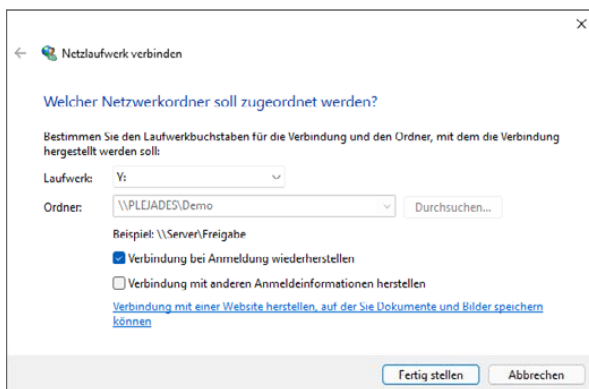 Netzlaufwerk verbinden
Welcher Netzwerkordner soll zugeordnet werden?
Bestimmen Sie den Laufwerkbuchstaben für die Verbindung und den Ordner, mit dem die Verbindung
hergestellt werden soll:
Laufwerk: Y:
Ordner: \\PLEJADES\Demo Durchsuchen...
Beispiel: \\Server\Freigabe
Verbindung bei Anmeldung wiederherstellen
Verbindung mit anderen Anmeldeinformationen herstellen
Verbindung mit einer Website herstellen, auf der Sie Dokumente und Bilder speichern
können
Fertig stellen Abbrechen